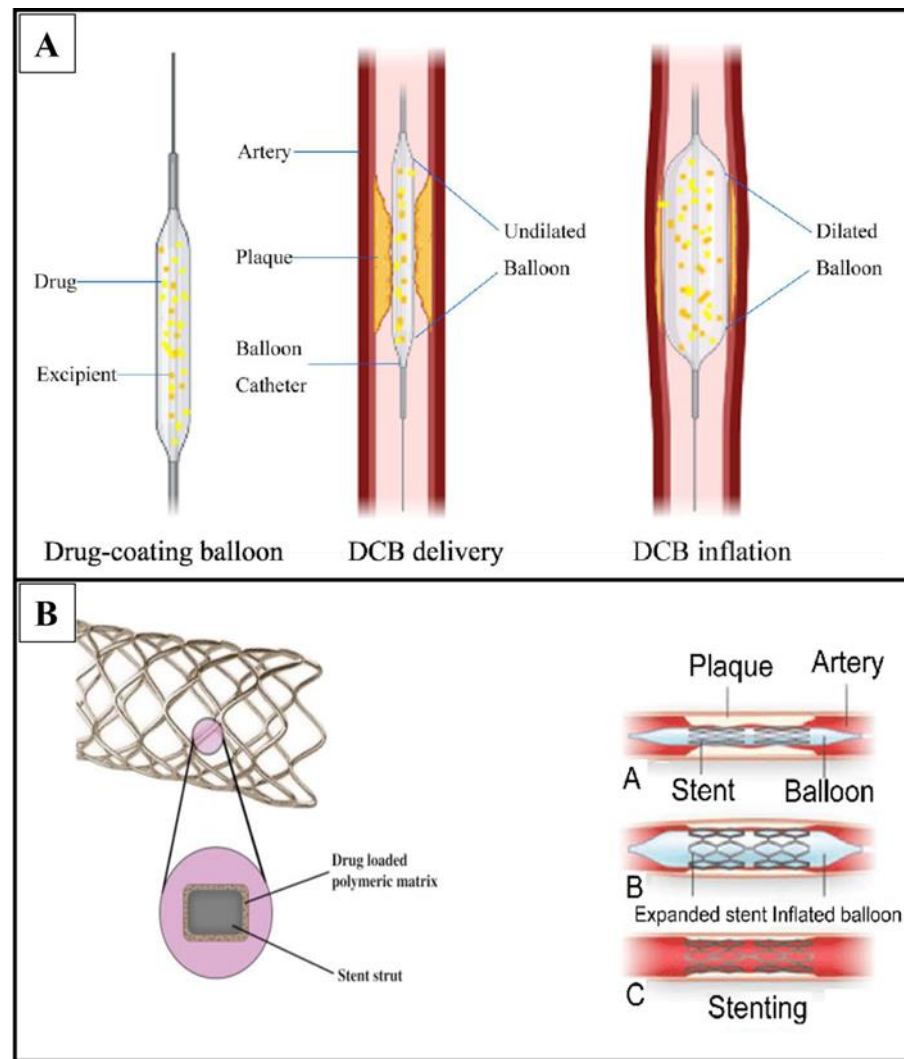 A
Artery
Undilated
Dilated
Plaque
Drug
Balloon
Balloon
Excipient
Balloon
Catheter
Drug-coating balloon
DCB delivery
DCB inflation
B
Plaque
Artery
A
Stent
Balloon
Drug loaded
polymeric matrix
B
Expanded stent
Inflated balloon
Stent strut
C
Stenting